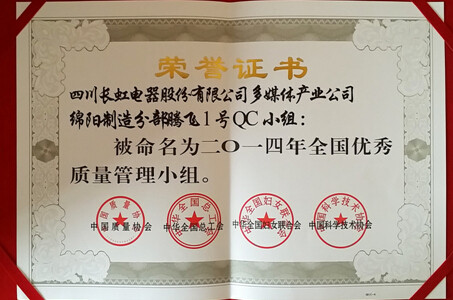 荣誉证书
四川长虹电器股份有限公司多媒体产业公司
绵阳制造分部腾飞1号QC小组：
被命名为二〇一四年全国优秀
质量管理小组。
中国质量协会 中华全国总工会 中华全国妇女联合会 中国科学技术协会